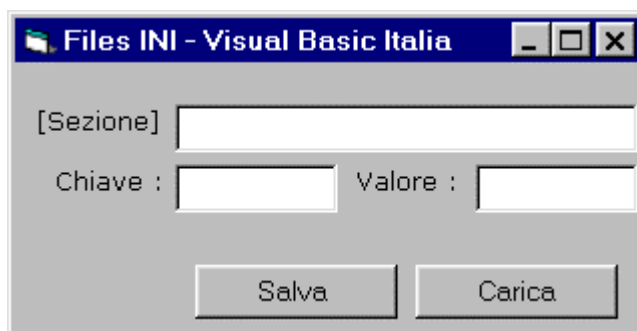 Files INI - Visual Basic Italia
[Sezione]
Chiave : Valore :
Salva Carica